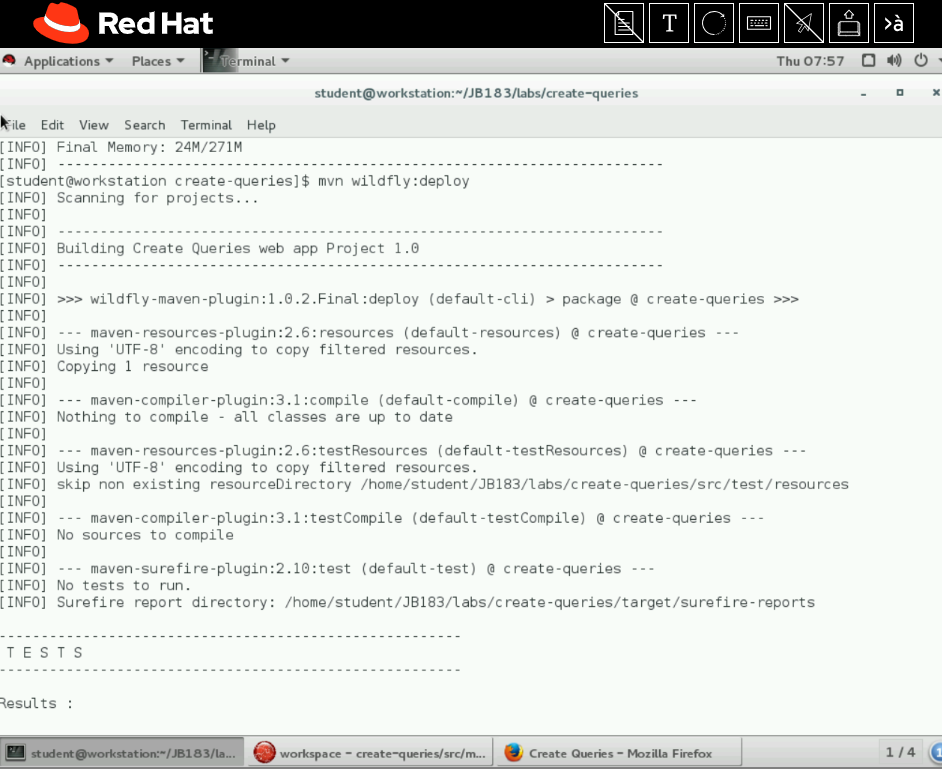 Red Hat
T
›à
Applications
Places
Terminal
Thu 07:57
student@workstation:~/JB183/labs/create-queries
File Edit View Search Terminal Help
[INFO] Final Memory: 24M/271M
[INFO] ------------------------------------------------------------------------
[student@workstation create-queries]$ mvn wildfly:deploy
[INFO] Scanning for projects...
[INFO]
[INFO] ------------------------------------------------------------------------
[INFO] Building Create Queries web app Project 1.0
[INFO] ------------------------------------------------------------------------
[INFO]
[INFO] >>> wildfly-maven-plugin:1.0.2.Final:deploy (default-cli) > package @ create-queries >>>
[INFO]
[INFO] --- maven-resources-plugin:2.6:resources (default-resources) @ create-queries ---
[INFO] Using 'UTF-8' encoding to copy filtered resources.
[INFO] Copying 1 resource
[INFO]
[INFO] --- maven-compiler-plugin:3.1:compile (default-compile) @ create-queries ---
[INFO] Nothing to compile - all classes are up to date
[INFO]
[INFO] --- maven-resources-plugin:2.6:testResources (default-testResources) @ create-queries ---
[INFO] Using 'UTF-8' encoding to copy filtered resources.
[INFO] skip non existing resourceDirectory /home/student/JB183/labs/create-queries/src/test/resources
[INFO]
[INFO] --- maven-compiler-plugin:3.1:testCompile (default-testCompile) @ create-queries ---
[INFO] No sources to compile
[INFO]
[INFO] --- maven-surefire-plugin:2.10:test (default-test) @ create-queries ---
[INFO] No tests to run.
[INFO] Surefire report directory: /home/student/JB183/labs/create-queries/target/surefire-reports
-------------------------------------------------------
T E S T S
-------------------------------------------------------
Results :
student@workstation:~/JB183/la...
workspace - create-queries/src/m...
Create Queries - Mozilla Firefox
1 / 4